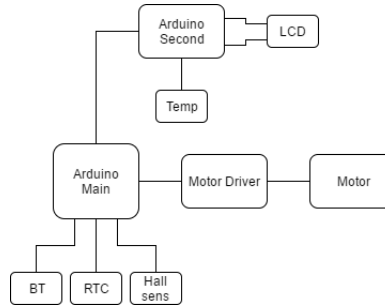 Arduino
Second
LCD
Temp
Arduino
Main
Motor Driver
Motor
BT
RTC
Hall
sens